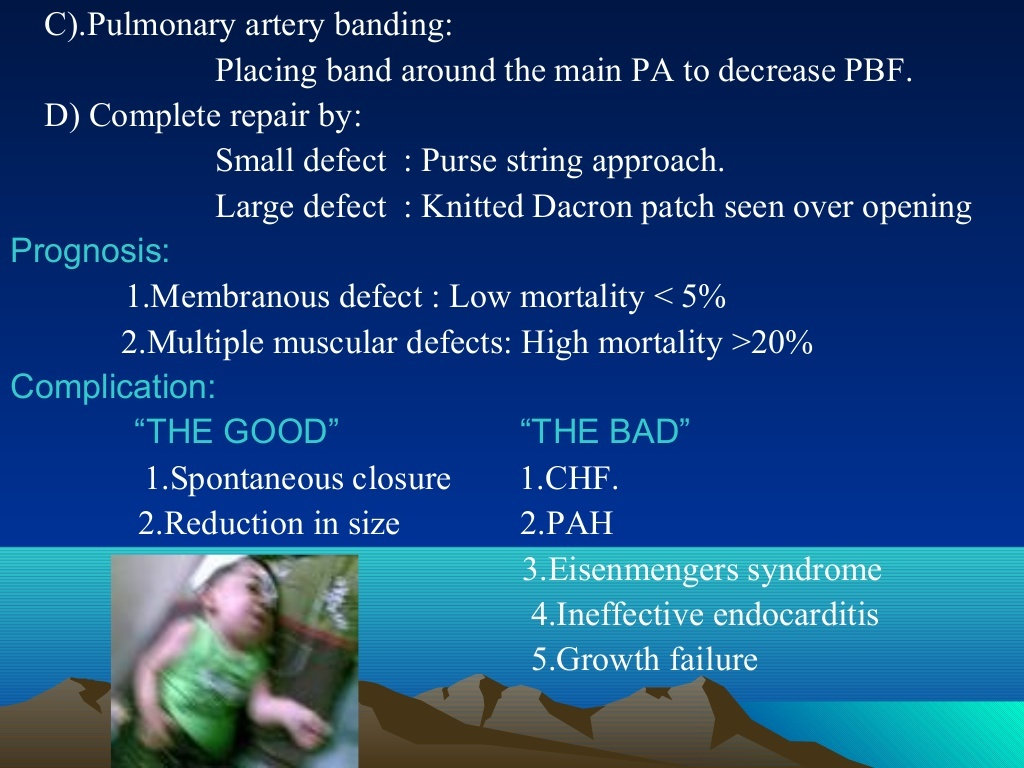 C).Pulmonary artery banding:
Placing band around the main PA to decrease PBF.
D) Complete repair by:
Small defect : Purse string approach.
Large defect : Knitted Dacron patch seen over opening
Prognosis:
1.Membranous defect : Low mortality < 5%
2.Multiple muscular defects: High mortality >20%
Complication:
“THE GOOD” “THE BAD”
1.Spontaneous closure 1.CHF.
2.Reduction in size 2.PAH
3.Eisenmengers syndrome
4.Ineffective endocarditis
5.Growth failure